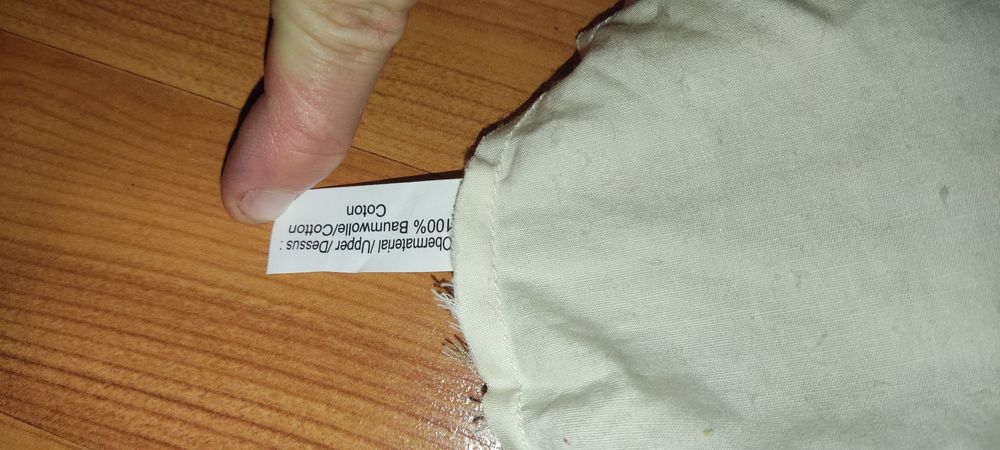 Obermaterial /Upper /Dessus :
100% Baumwolle/Cotton
Coton